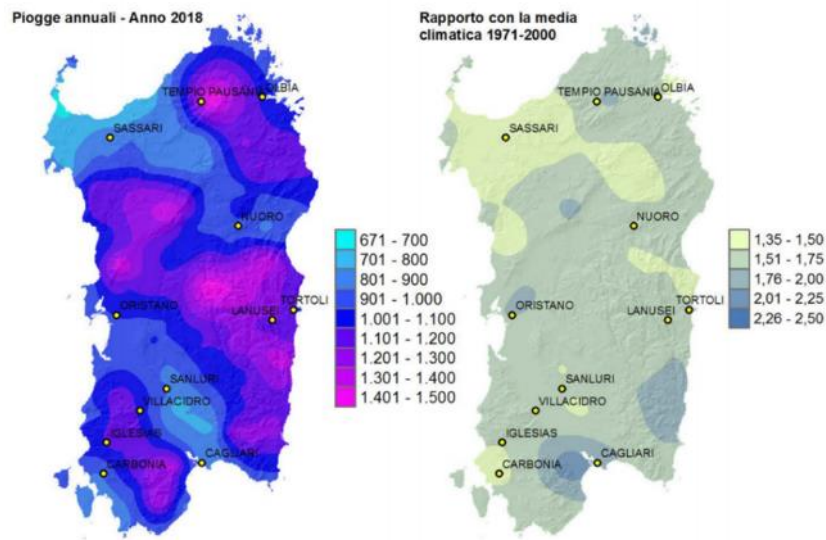 Piogge annuali - Anno 2018
TEMPIO PAUSANIA
OLBIA
SASSARI
NUORO
ORISTANO
TORTOLI
LANUSEI
SANLURI
VILLACIDRO
IGLESIAS
CARBONIA
CAGLIARI
671 - 700
701 - 800
801 - 900
901 - 1.000
1.001 - 1.100
1.101 - 1.200
1.201 - 1.300
1.301 - 1.400
1.401 - 1.500
Rapporto con la media
climatica 1971-2000
TEMPIO PAUSANIA
OLBIA
SASSARI
NUORO
ORISTANO
TORTOLI
LANUSEI
SANLURI
VILLACIDRO
IGLESIAS
CARBONIA
CAGLIARI
1,35 - 1,50
1,51 - 1,75
1,76 - 2,00
2,01 - 2,25
2,26 - 2,50